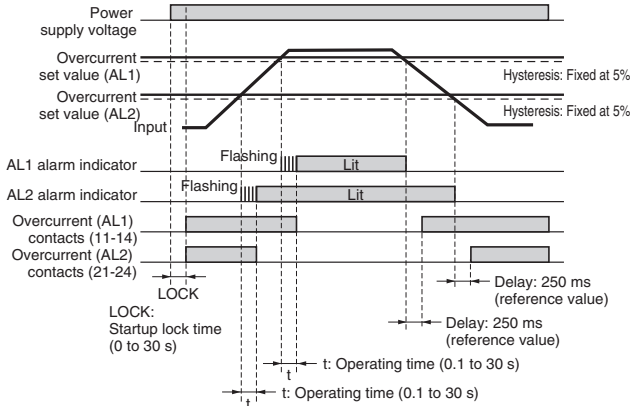 Power
supply voltage
Overcurrent
set value (AL1)
Hysteresis: Fixed at 5%
Overcurrent
set value (AL2)
Hysteresis: Fixed at 5%
Input
Flashing
AL1 alarm indicator
Lit
Flashing
AL2 alarm indicator
Lit
Overcurrent (AL1)
contacts (11-14)
Overcurrent (AL2)
contacts (21-24)
LOCK
LOCK:
Startup lock time
(0 to 30 s)
Delay: 250 ms
(reference value)
Delay: 250 ms
(reference value)
t
t: Operating time (0.1 to 30 s)
t
t: Operating time (0.1 to 30 s)